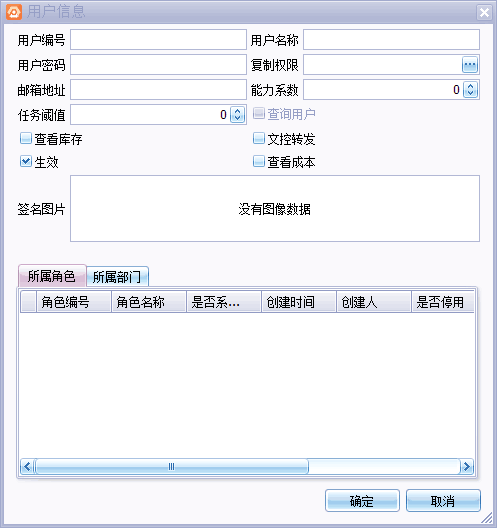 用户信息
用户编号 用户名称
用户密码 复制权限 ...
邮箱地址 能力系数 0
任务阈值 0 查询用户
查看库存 文控转发
生效 查看成本
签名图片 没有图像数据
所属角色 所属部门
角色编号 角色名称 是否系... 创建时间 创建人 是否停用
确定 取消